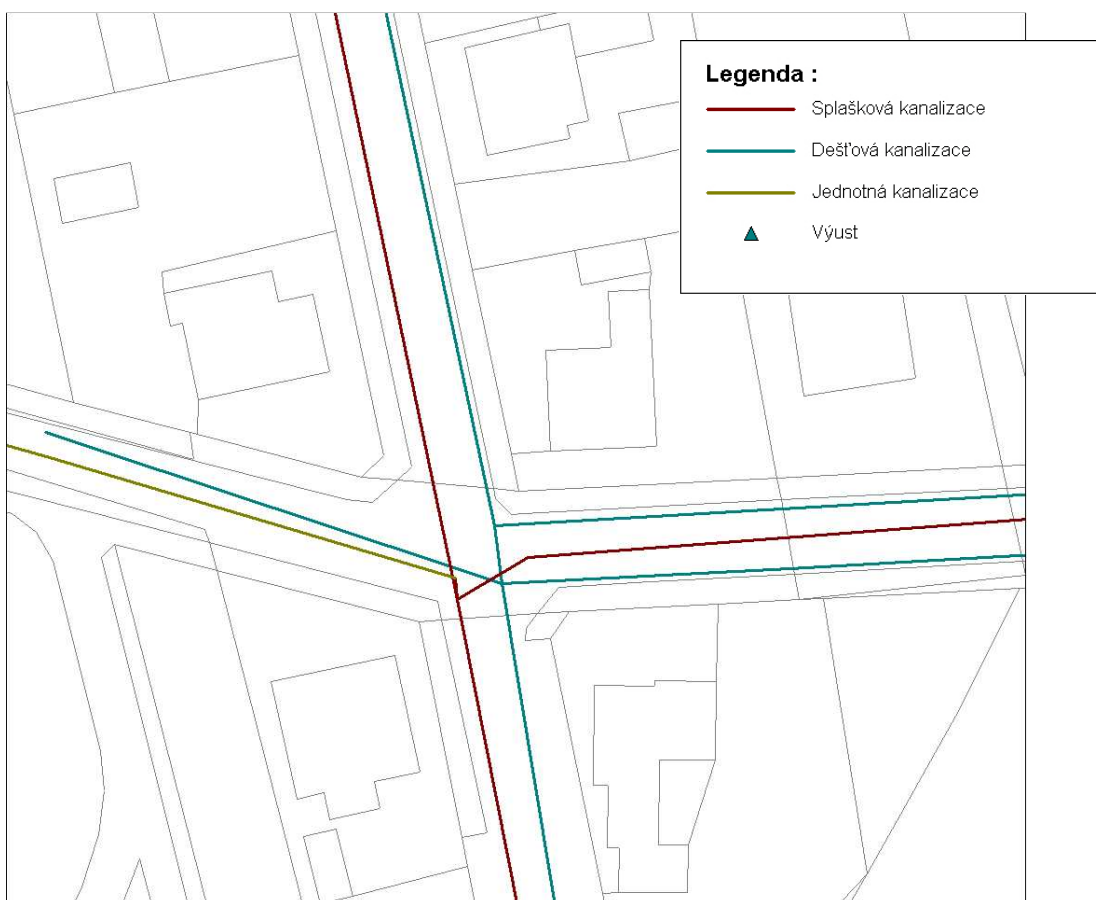 Legenda :
Splašková kanalizace
Dešťová kanalizace
Jednotná kanalizace
Výust